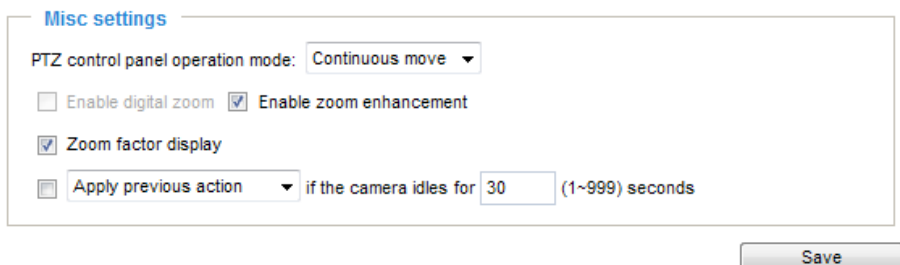 Misc settings
PTZ control panel operation mode: Continuous move
Enable digital zoom Enable zoom enhancement
Zoom factor display
Apply previous action if the camera idles for 30 (1~999) seconds
Save